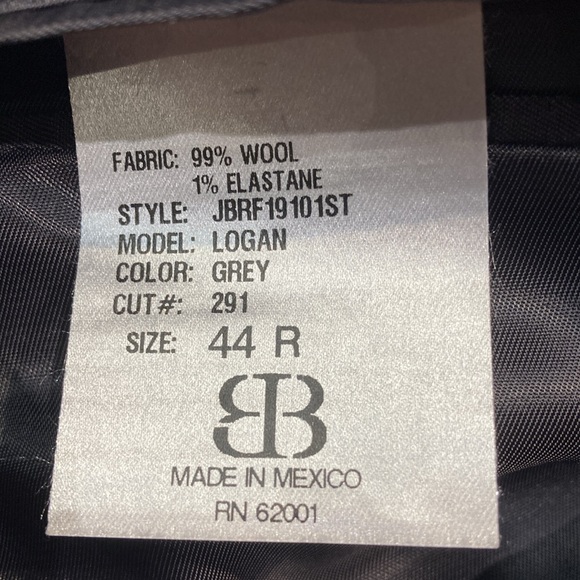 FABRIC: 99% WOOL
1% ELASTANE
STYLE: JBRF19101ST
MODEL: LOGAN
COLOR: GREY
CUT#: 291
SIZE: 44 R
MADE IN MEXICO
RN 62001